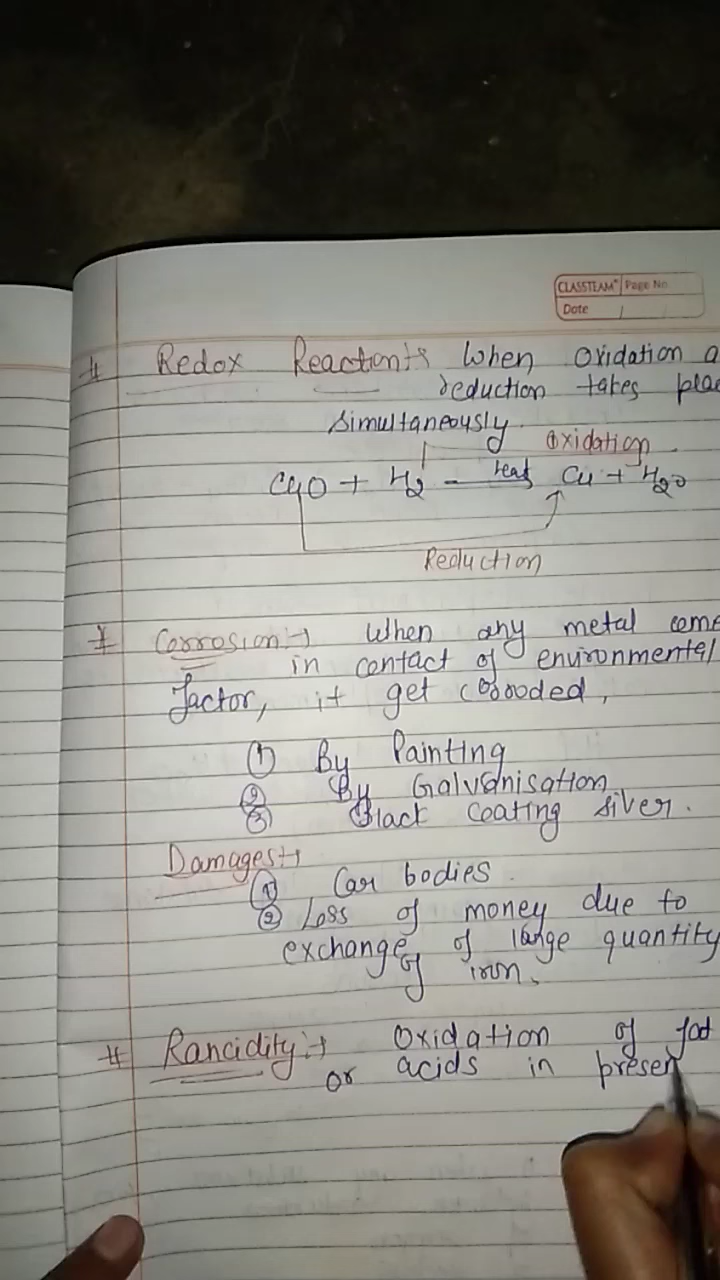 CLASSTEAM Page No
Date
# Redox Reaction:→ When Oxidation a
reduction takes plac
simultaneously.
Oxidation
CuO + H2 heat Cu + H2O
Reduction
# Corrosion:→ When any metal come
in contact of environmental
factor, it get corooded,
① By Painting
② By Galvanisation
③ Black coating silver.
Damages:→
① Car bodies.
② Loss of money due to
exchange of large quantity
of iron.
# Rancidity:→ Oxidation of fat
or acids in presen